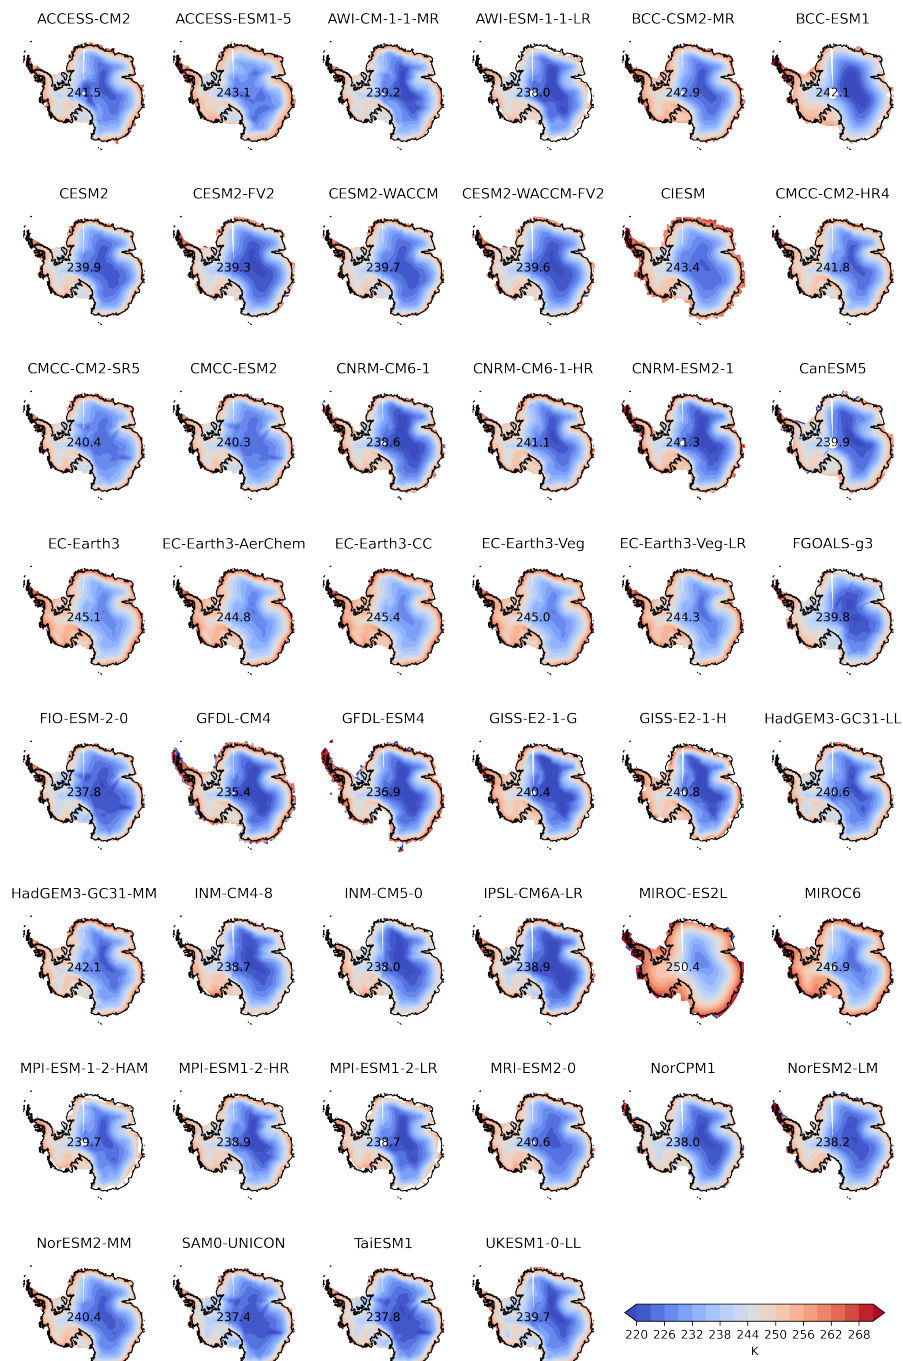 ACCESS-CM2 ACCESS-ESM1-5 AWI-CM-1-1-MR AWI-ESM-1-1-LR BCC-CSM2-MR BCC-ESM1
241.5 243.1 239.2 238.0 242.9 242.1
CESM2 CESM2-FV2 CESM2-WACCM CESM2-WACCM-FV2 CIESM CMCC-CM2-HR4
239.9 239.3 239.7 239.6 243.4 241.8
CMCC-CM2-SR5 CMCC-ESM2 CNRM-CM6-1 CNRM-CM6-1-HR CNRM-ESM2-1 CanESM5
240.4 240.3 238.6 241.1 241.3 239.9
EC-Earth3 EC-Earth3-AerChem EC-Earth3-CC EC-Earth3-Veg EC-Earth3-Veg-LR FGOALS-g3
245.1 244.8 245.4 245.0 244.3 239.8
FIO-ESM-2-0 GFDL-CM4 GFDL-ESM4 GISS-E2-1-G GISS-E2-1-H HadGEM3-GC31-LL
237.8 235.4 236.9 240.4 240.8 240.6
HadGEM3-GC31-MM INM-CM4-8 INM-CM5-0 IPSL-CM6A-LR MIROC-ES2L MIROC6
242.1 238.7 238.0 238.9 250.4 246.9
MPI-ESM-1-2-HAM MPI-ESM1-2-HR MPI-ESM1-2-LR MRI-ESM2-0 NorCPM1 NorESM2-LM
239.7 238.9 238.7 240.6 238.0 238.2
NorESM2-MM SAM0-UNICON TaiESM1 UKESM1-0-LL
240.4 237.4 237.8 239.7
220 226 232 238 244 250 256 262 268
K